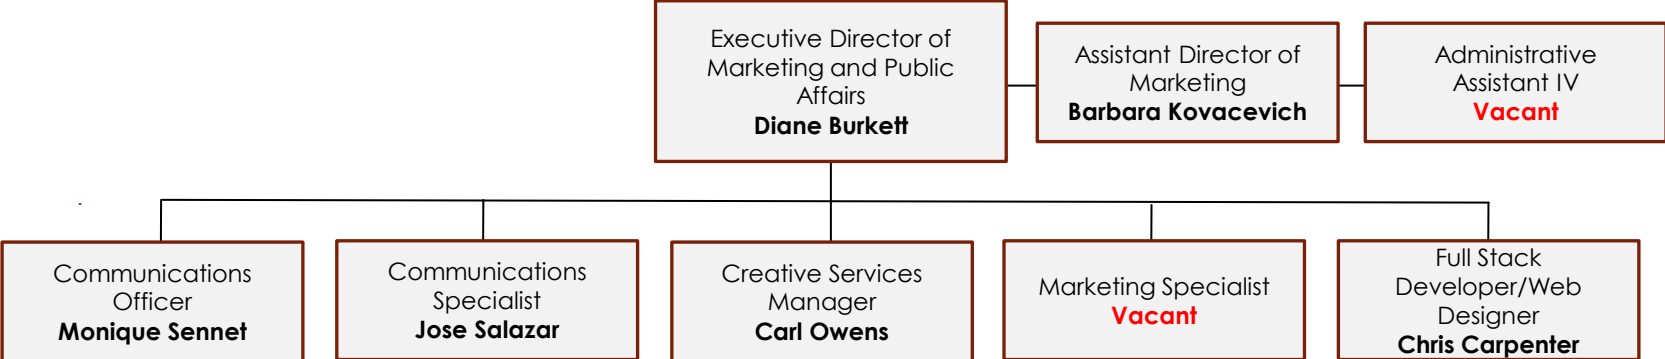 Executive Director of
Marketing and Public
Affairs
Diane Burkett
Assistant Director of
Marketing
Barbara Kovacevich
Administrative
Assistant IV
Vacant
Communications
Officer
Monique Sennet
Communications
Specialist
Jose Salazar
Creative Services
Manager
Carl Owens
Marketing Specialist
Vacant
Full Stack
Developer/Web
Designer
Chris Carpenter